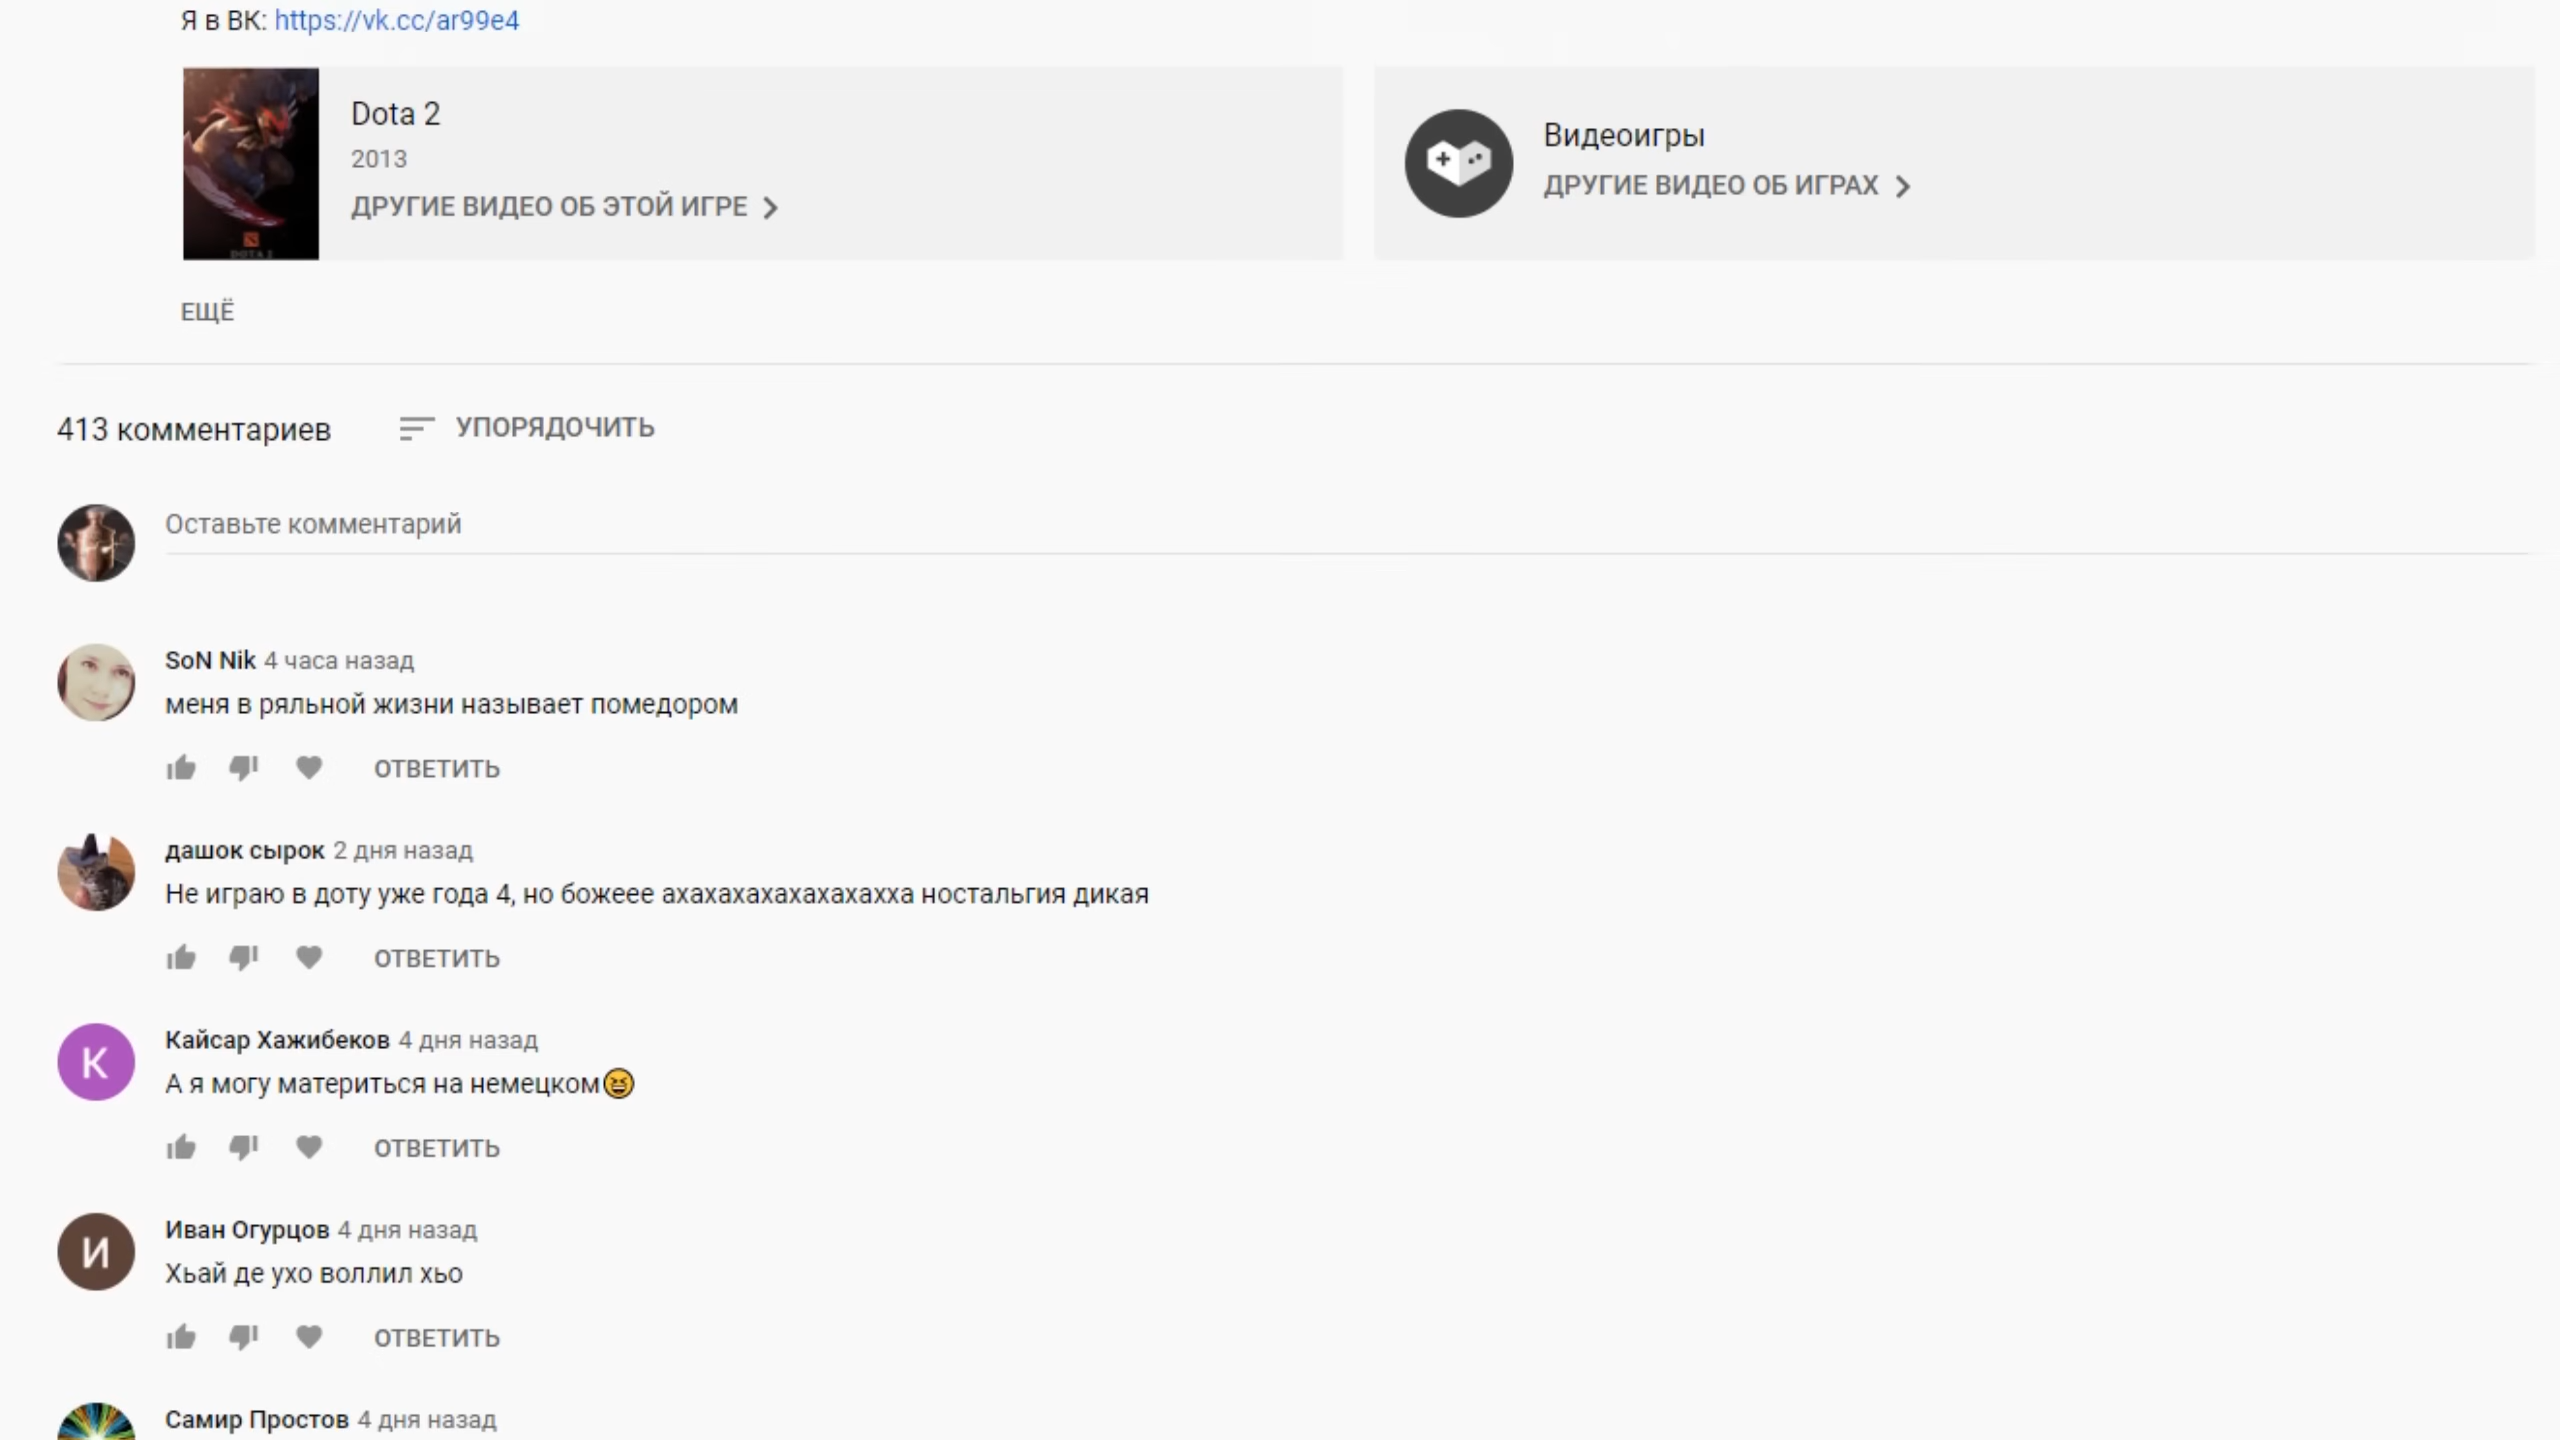 Я в ВК: https://vk.cc/ar99e4
Dota 2
2013
ДРУГИЕ ВИДЕО ОБ ЭТОЙ ИГРЕ
DOTA 2
Видеоигры
ДРУГИЕ ВИДЕО ОБ ИГРАХ
ЕЩЁ
413 комментариев
УПОРЯДОЧИТЬ
Оставьте комментарий
SoN Nik 4 часа назад
меня в ряльной жизни называет помедором
ОТВЕТИТЬ
дашок сырок 2 дня назад
Не играю в доту уже года 4, но божеее ахахахахахахахахха ностальгия дикая
ОТВЕТИТЬ
К
Кайсар Хажибеков 4 дня назад
А я могу материться на немецком😆
ОТВЕТИТЬ
И
Иван Огурцов 4 дня назад
Хьай де ухо воллил хьо
ОТВЕТИТЬ
Самир Простов 4 дня назад